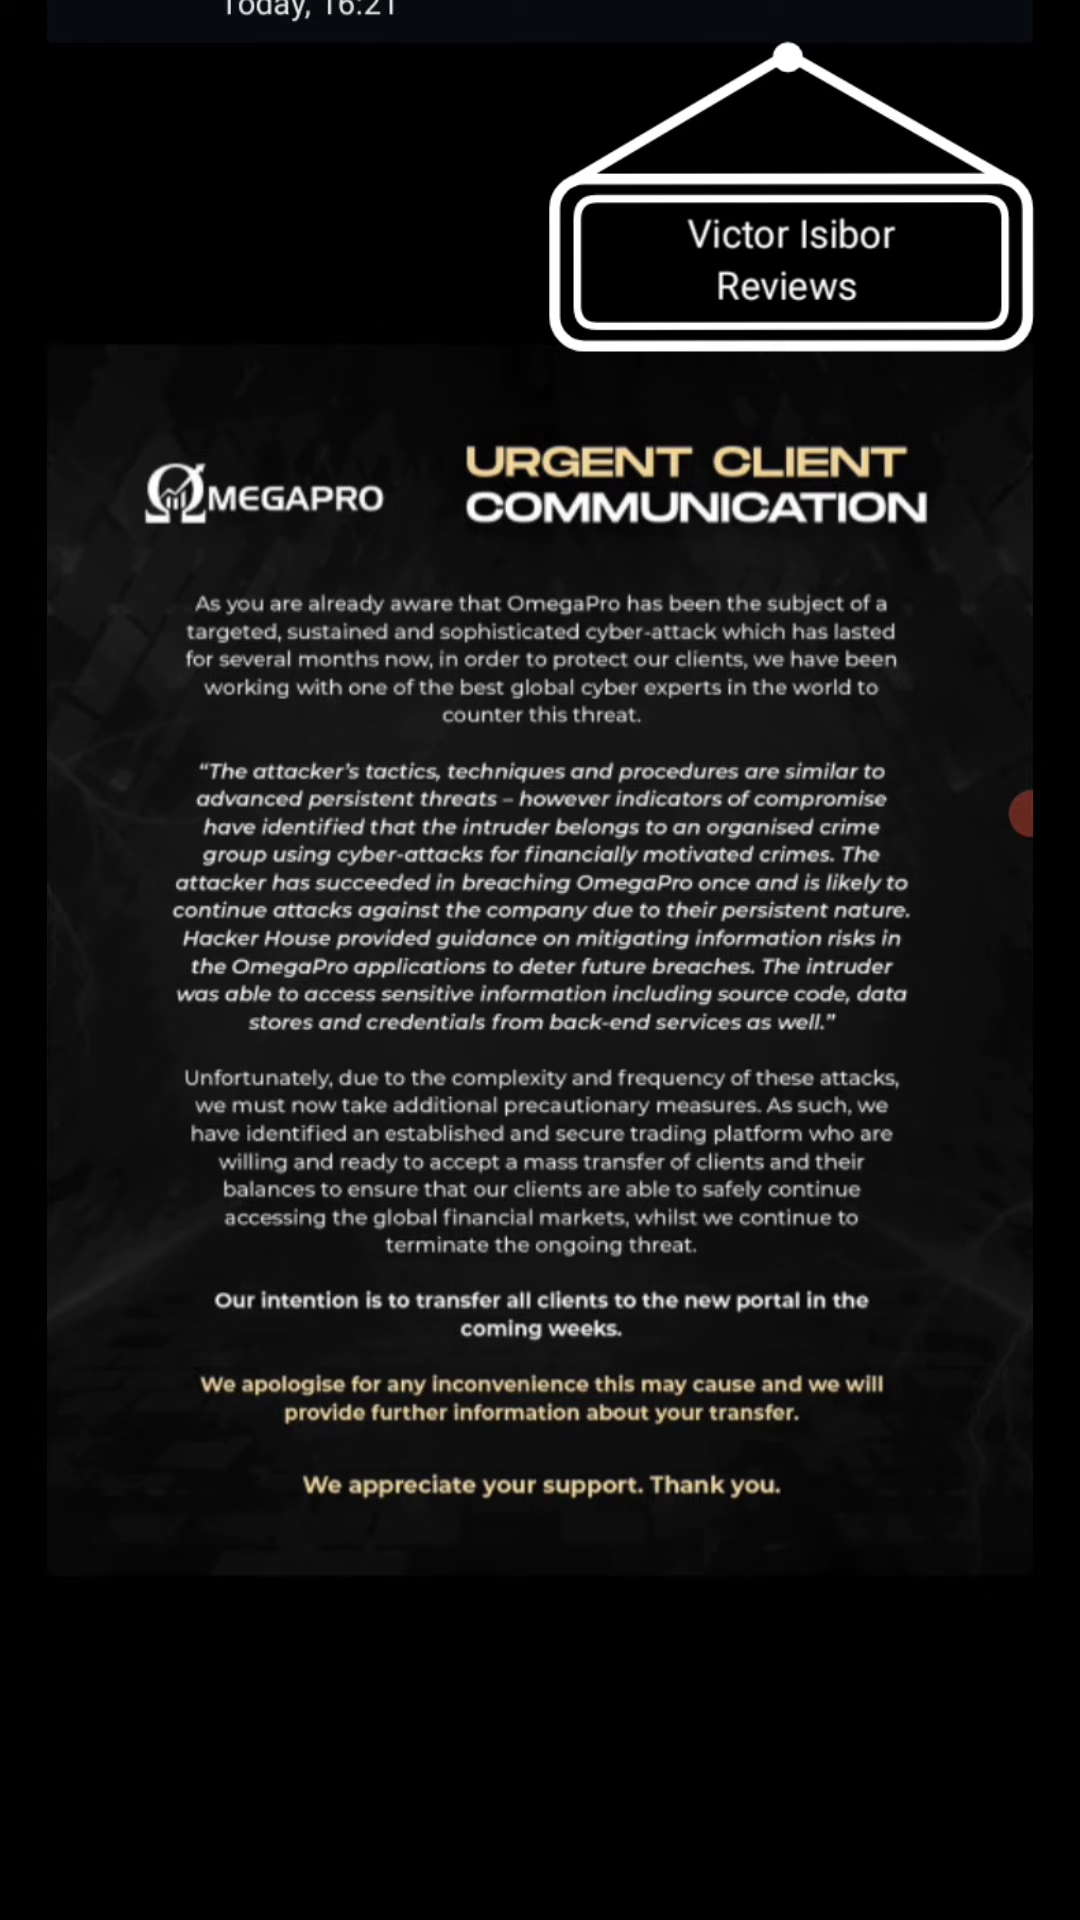 Today, 16:21
Victor Isibor
Reviews
ΩMEGAPRO
URGENT CLIENT
COMMUNICATION
As you are already aware that OmegaPro has been the subject of a
targeted, sustained and sophisticated cyber-attack which has lasted
for several months now, in order to protect our clients, we have been
working with one of the best global cyber experts in the world to
counter this threat.
“The attacker’s tactics, techniques and procedures are similar to
advanced persistent threats – however indicators of compromise
have identified that the intruder belongs to an organised crime
group using cyber-attacks for financially motivated crimes. The
attacker has succeeded in breaching OmegaPro once and is likely to
continue attacks against the company due to their persistent nature.
Hacker House provided guidance on mitigating information risks in
the OmegaPro applications to deter future breaches. The intruder
was able to access sensitive information including source code, data
stores and credentials from back-end services as well.”
Unfortunately, due to the complexity and frequency of these attacks,
we must now take additional precautionary measures. As such, we
have identified an established and secure trading platform who are
willing and ready to accept a mass transfer of clients and their
balances to ensure that our clients are able to safely continue
accessing the global financial markets, whilst we continue to
terminate the ongoing threat.
Our intention is to transfer all clients to the new portal in the
coming weeks.
We apologise for any inconvenience this may cause and we will
provide further information about your transfer.
We appreciate your support. Thank you.